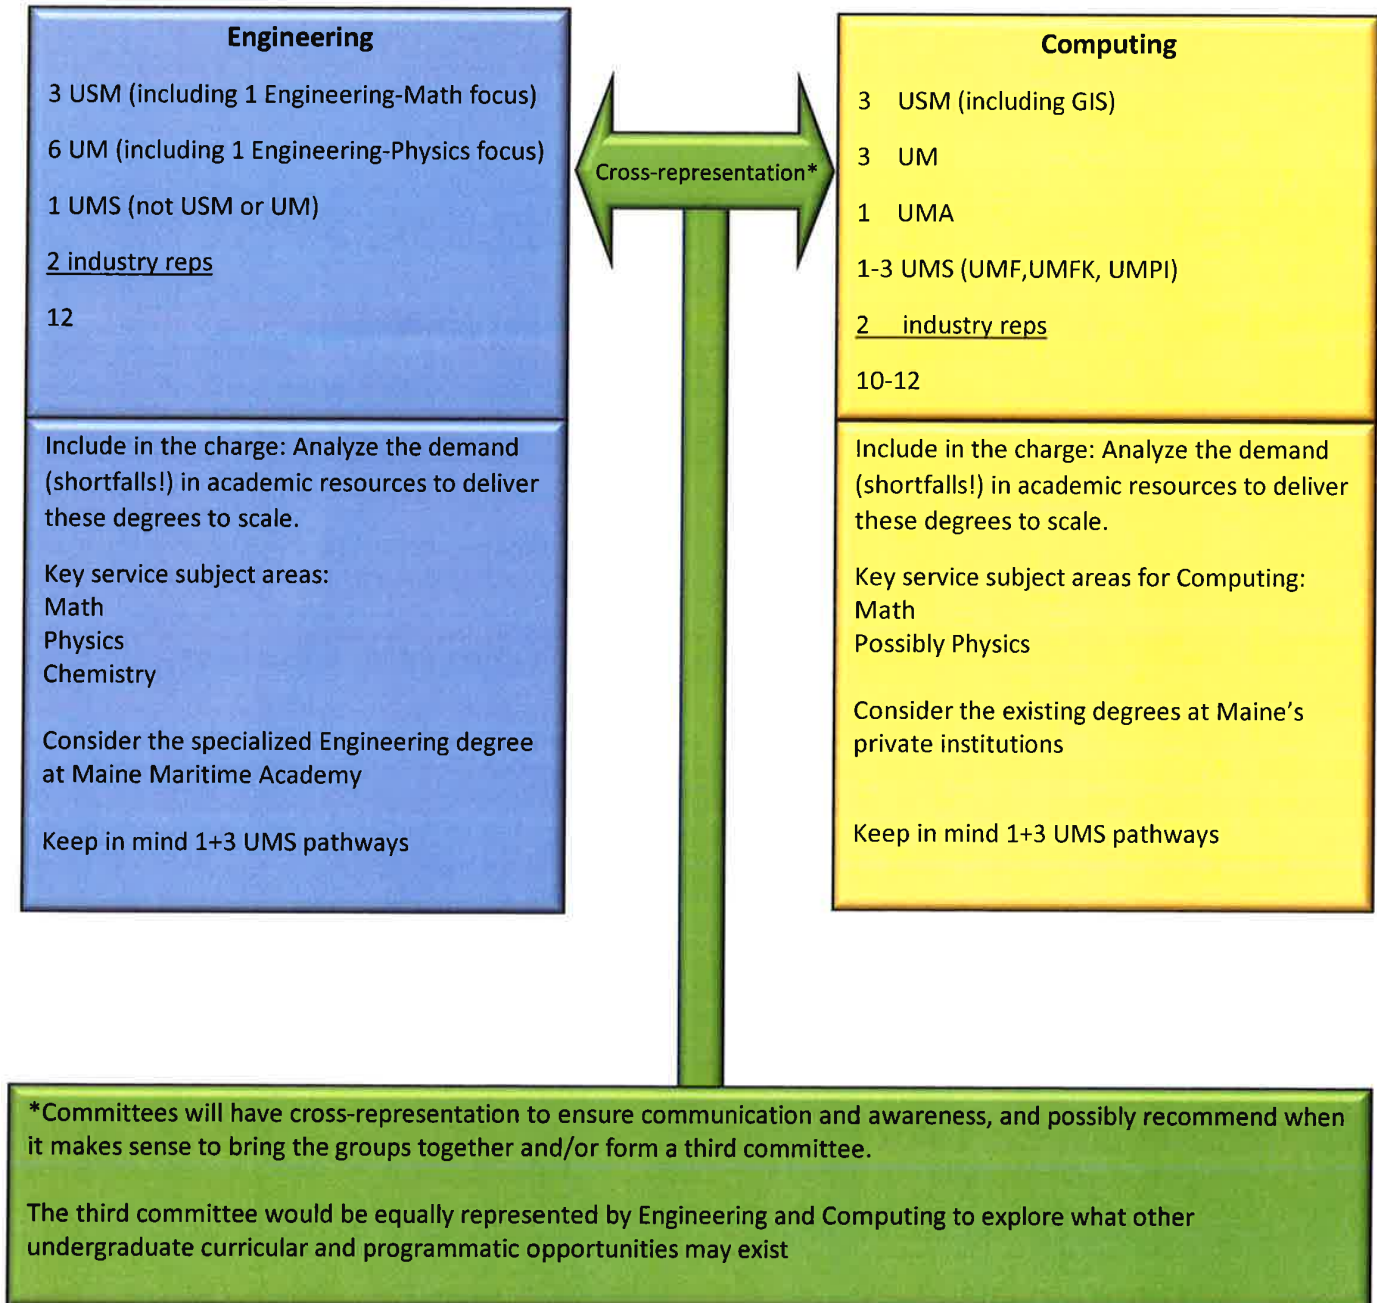 Engineering
3 USM (including 1 Engineering-Math focus)
6 UM (including 1 Engineering-Physics focus)
1 UMS (not USM or UM)
2 industry reps
12
Include in the charge: Analyze the demand
(shortfalls!) in academic resources to deliver
these degrees to scale.
Key service subject areas:
Math
Physics
Chemistry
Consider the specialized Engineering degree
at Maine Maritime Academy
Keep in mind 1+3 UMS pathways
Cross-representation*
Computing
3 USM (including GIS)
3 UM
1 UMA
1-3 UMS (UMF,UMFK, UMPI)
2 industry reps
10-12
Include in the charge: Analyze the demand
(shortfalls!) in academic resources to deliver
these degrees to scale.
Key service subject areas for Computing:
Math
Possibly Physics
Consider the existing degrees at Maine's
private institutions
Keep in mind 1+3 UMS pathways
*Committees will have cross-representation to ensure communication and awareness, and possibly recommend when
it makes sense to bring the groups together and/or form a third committee.
The third committee would be equally represented by Engineering and Computing to explore what other
undergraduate curricular and programmatic opportunities may exist